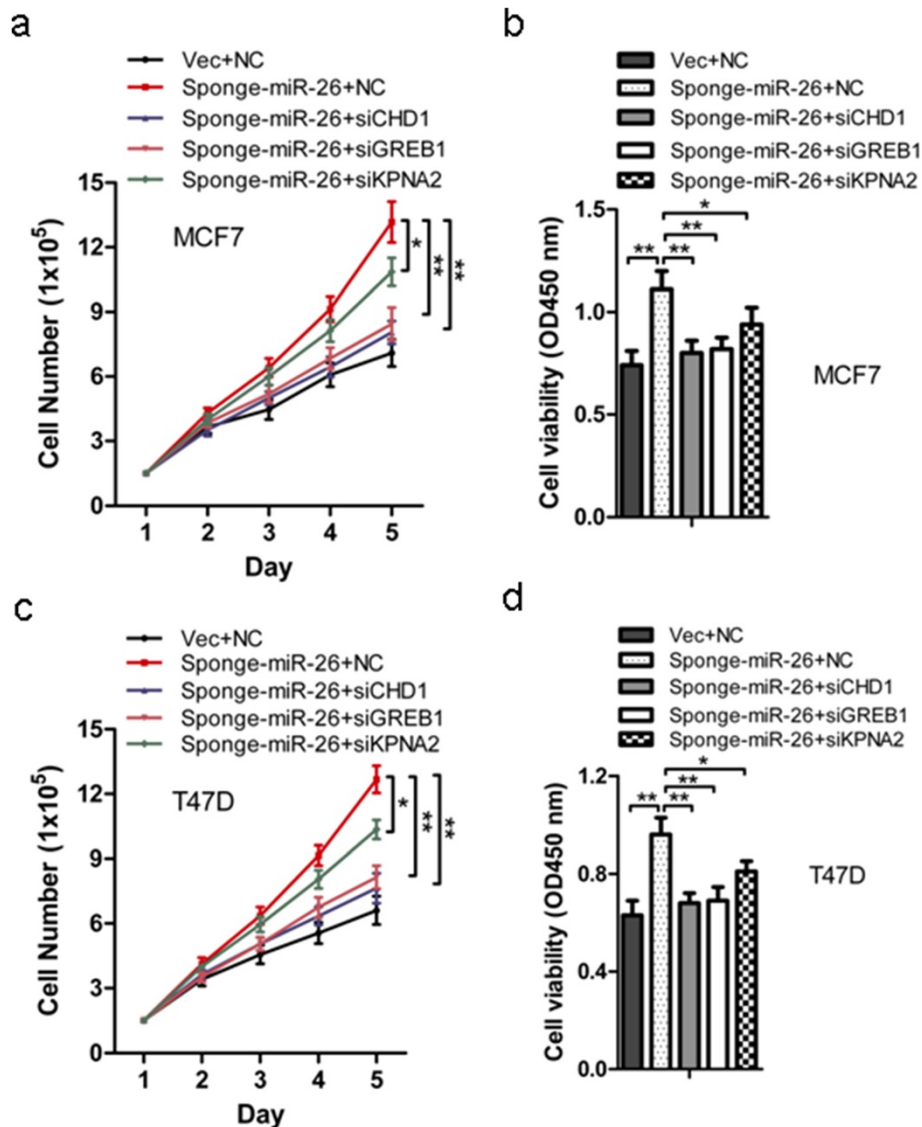 a
Vec+NC
Sponge-miR-26+NC
Sponge-miR-26+siCHD1
Sponge-miR-26+siGREB1
Sponge-miR-26+siKPNA2
15
12
9
6
3
0
Cell Number (1x10⁵)
MCF7
*
**
**
1 2 3 4 5
Day
b
Vec+NC
Sponge-miR-26+NC
Sponge-miR-26+siCHD1
Sponge-miR-26+siGREB1
Sponge-miR-26+siKPNA2
1.5
1.0
0.5
0.0
Cell viability (OD450 nm)
*
**
** **
MCF7
c
Vec+NC
Sponge-miR-26+NC
Sponge-miR-26+siCHD1
Sponge-miR-26+siGREB1
Sponge-miR-26+siKPNA2
15
12
9
6
3
0
Cell Number (1x10⁵)
T47D
*
**
**
1 2 3 4 5
Day
d
Vec+NC
Sponge-miR-26+NC
Sponge-miR-26+siCHD1
Sponge-miR-26+siGREB1
Sponge-miR-26+siKPNA2
1.2
0.8
0.4
0.0
Cell viability (OD450 nm)
*
**
** **
T47D